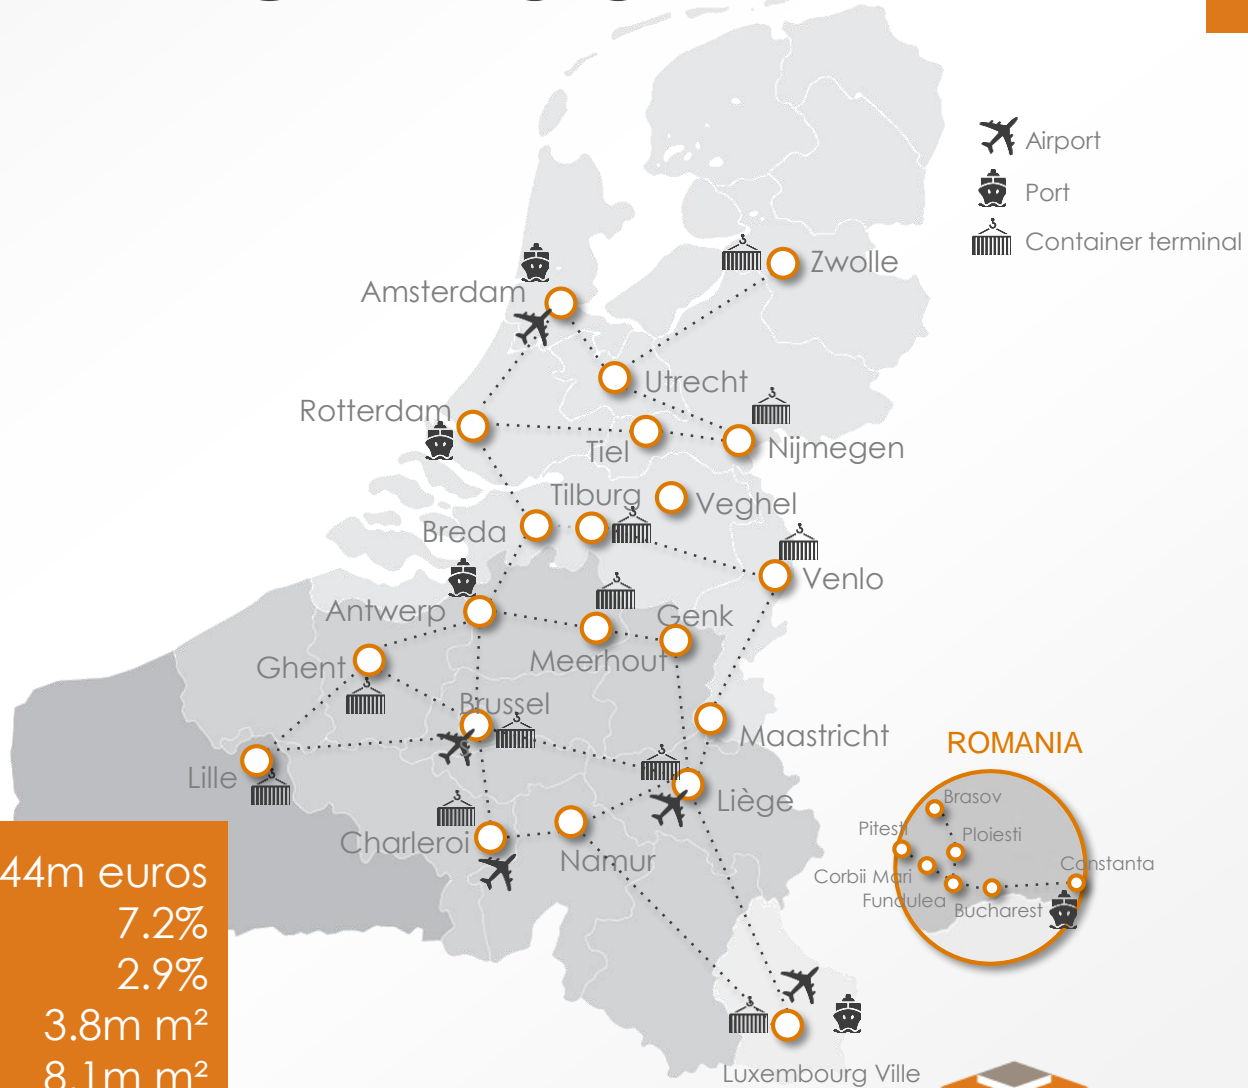 Airport
Port
Container terminal
Zwolle
Amsterdam
Utrecht
Rotterdam
Tiel
Nijmegen
Tilburg
Veghel
Breda
Venlo
Antwerp
Genk
Meerhout
Ghent
Brussel
Maastricht
Lille
Liège
Charleroi
Namur
Luxembourg Ville
ROMANIA
Brasov
Pitesti
Ploiesti
Constanta
Corbii Mari
Fundulea
Bucharest
44m euros
7.2%
2.9%
3.8m m²
8.1m m²